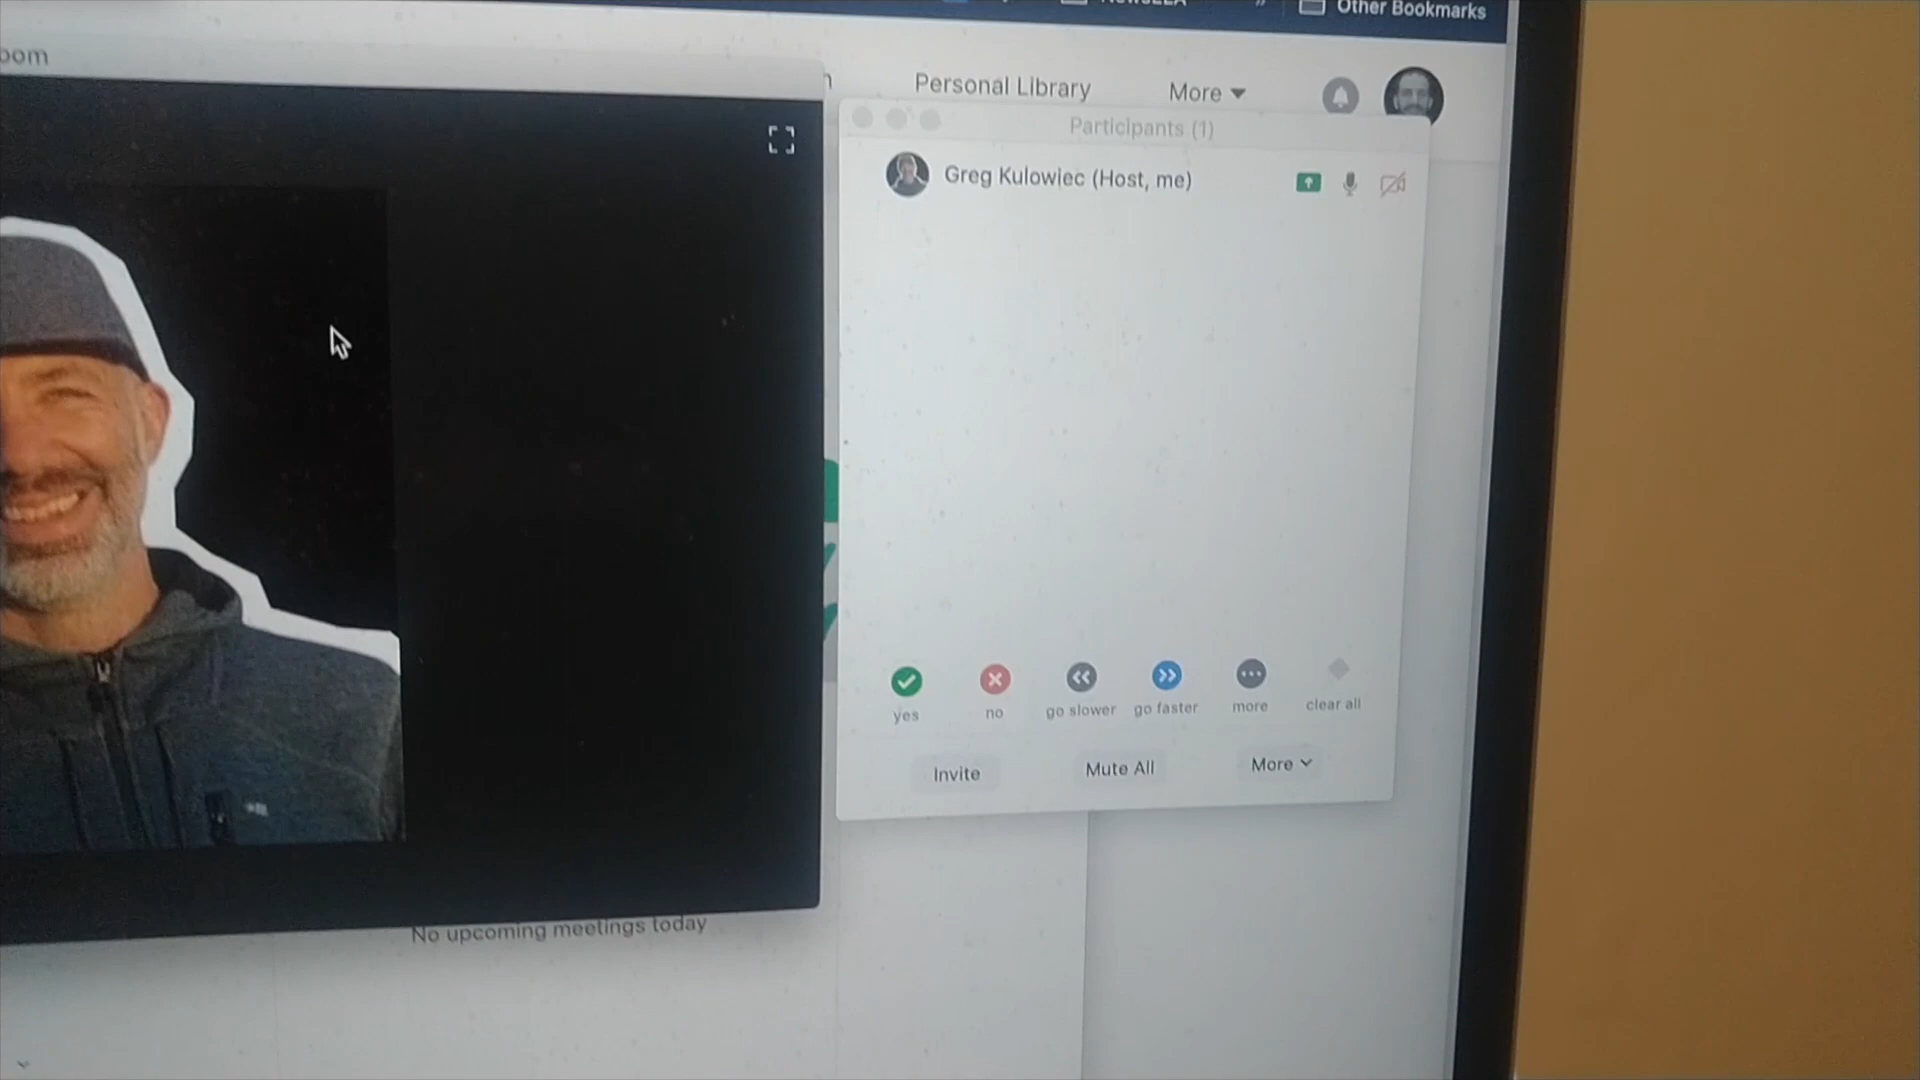 Other Bookmarks
oom
Personal Library
More
Participants (1)
Greg Kulowiec (Host, me)
yes
no
go slower
go faster
more
clear all
Invite
Mute All
More
No upcoming meetings today